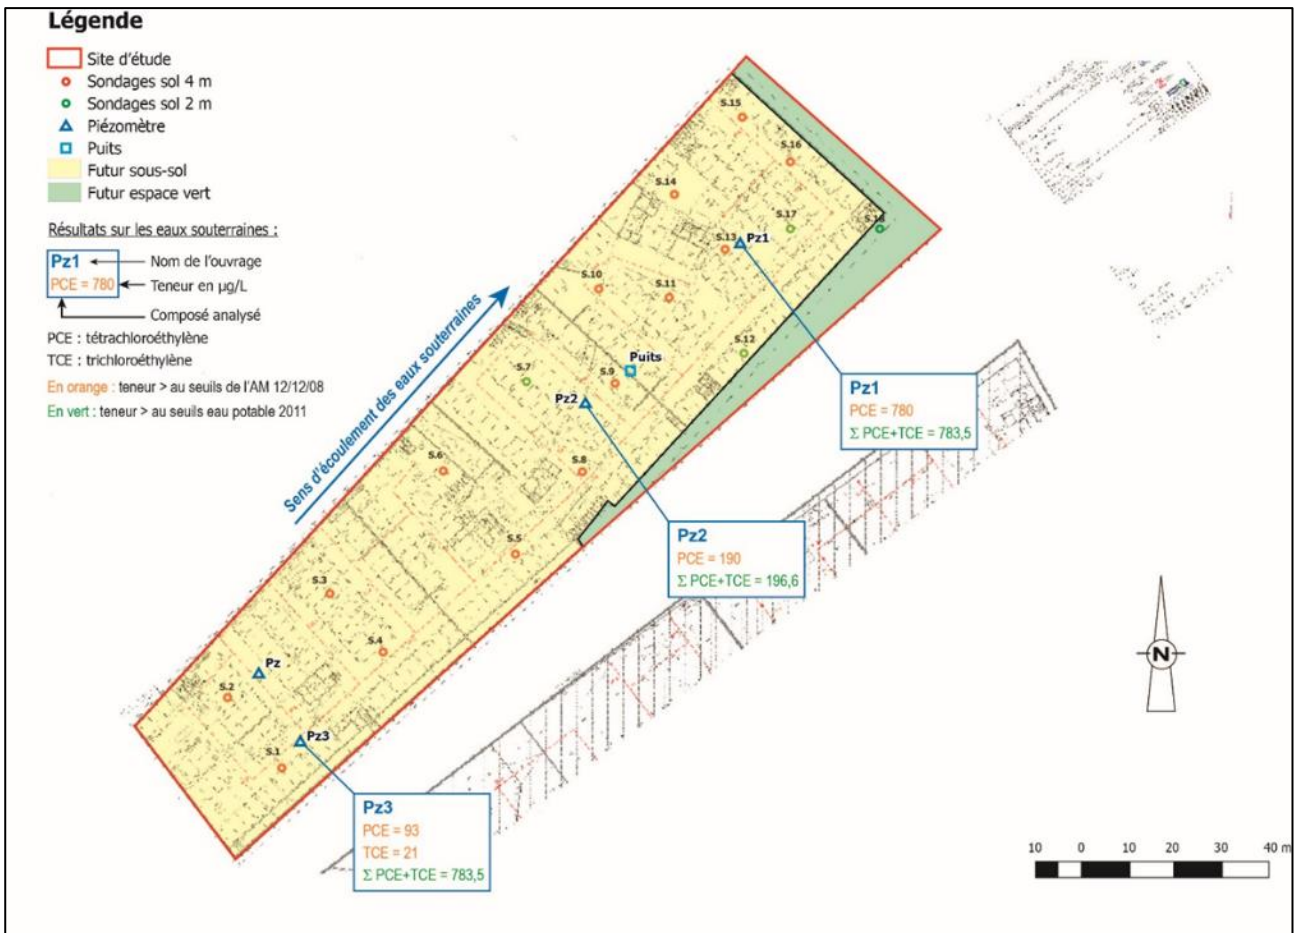 Légende
Site d'étude
Sondages sol 4 m
Sondages sol 2 m
Piézomètre
Puits
Futur sous-sol
Futur espace vert
Résultats sur les eaux souterraines :
Pz1
Nom de l'ouvrage
PCE = 780
Teneur en µg/L
Composé analysé
PCE : tétrachloroéthylène
TCE : trichloroéthylène
En orange : teneur > au seuils de l'AM 12/12/08
En vert : teneur > au seuils eau potable 2011
Sens d'écoulement des eaux souterraines
S.15
S.16
S.14
S.17
S.18
S.13
Pz1
S.10
S.11
S.12
Puits
S.7
S.9
Pz2
S.6
S.8
S.5
S.3
S.4
Pz
S.2
Pz3
S.1
Pz1
PCE = 780
Σ PCE+TCE = 783,5
Pz2
PCE = 190
Σ PCE+TCE = 196,6
Pz3
PCE = 93
TCE = 21
Σ PCE+TCE = 783,5
N
10 0 10 20 30 40 m